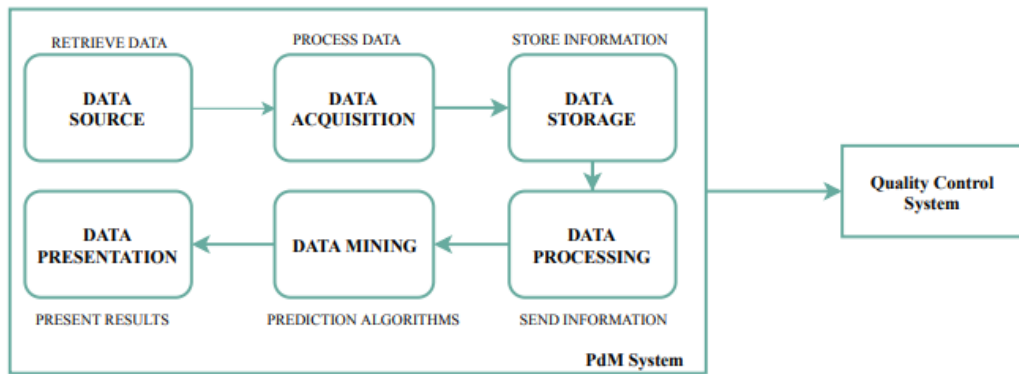 RETRIEVE DATA
PROCESS DATA
STORE INFORMATION
DATA
SOURCE
DATA
ACQUISITION
DATA
STORAGE
Quality Control
System
DATA
PRESENTATION
DATA MINING
DATA
PROCESSING
PRESENT RESULTS
PREDICTION ALGORITHMS
SEND INFORMATION
PdM System